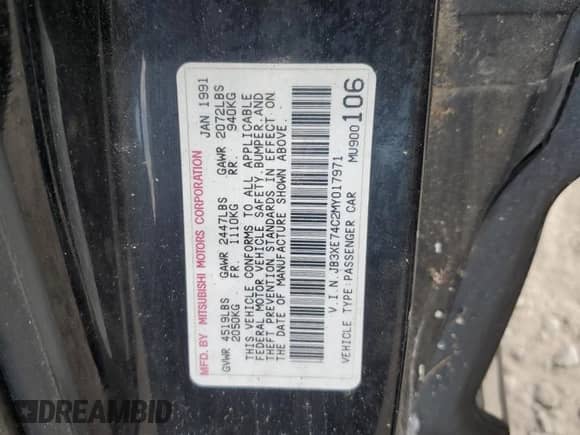 MFD. BY MITSUBISHI MOTORS CORPORATION JAN 1991
GVWR 4519LBS GAWR 2447LBS GAWR 2072LBS
2050KG FR 1110KG RR. 940KG
THIS VEHICLE CONFORMS TO ALL APPLICABLE
FEDERAL MOTOR VEHICLE SAFETY,BUMPER,AND
THEFT PREVENTION STANDARDS IN EFFECT ON
THE DATE OF MANUFACTURE SHOWN ABOVE.
V.I.N.JB3XE74C2MY017971
VEHICLE TYPE:PASSENGER CAR MU900106
DREAMBID